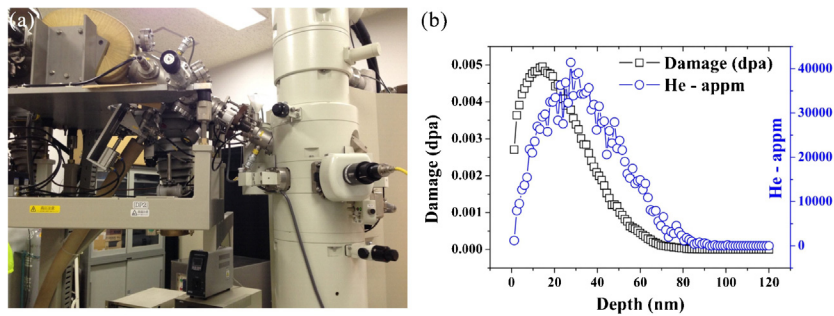 (a)
(b)
0.005
0.004
0.003
0.002
0.001
0.000
Damage (dpa)
Damage (dpa)
He - appm
40000
30000
20000
10000
0
He - appm
0 20 40 60 80 100 120
Depth (nm)